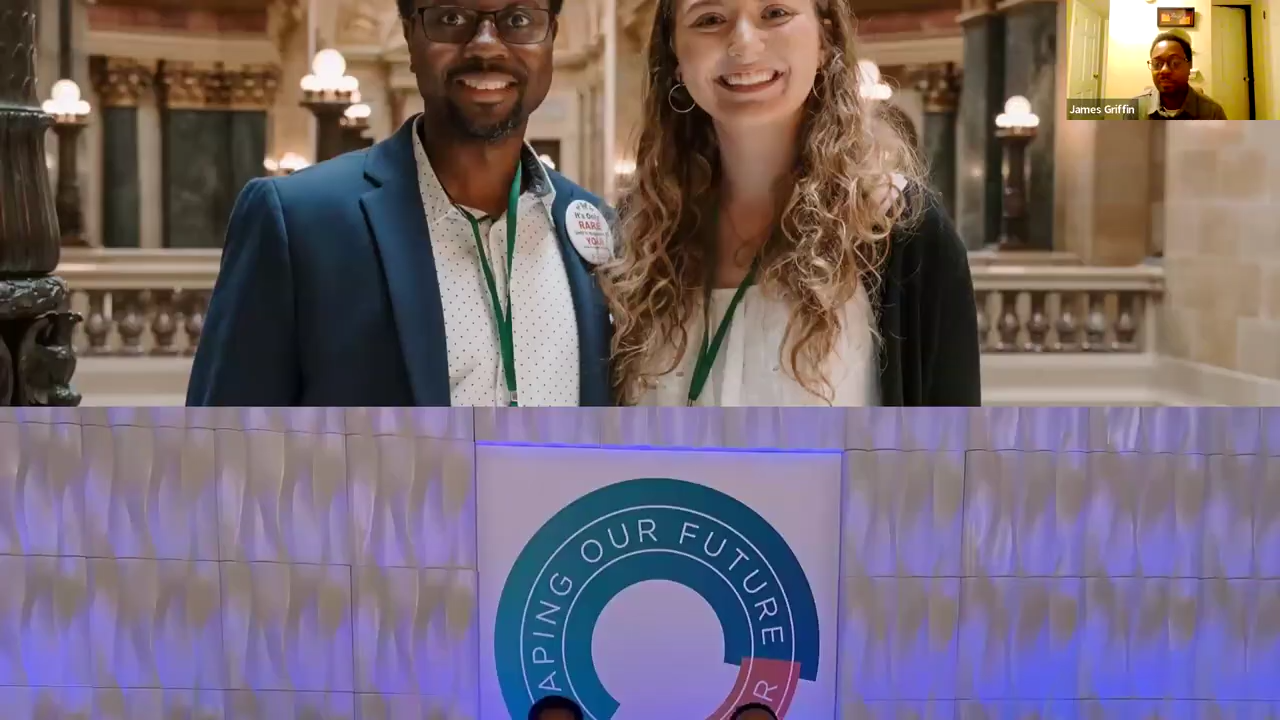 James Griffin
It's Only
RARE
YOU
APING OUR FUTURE
R